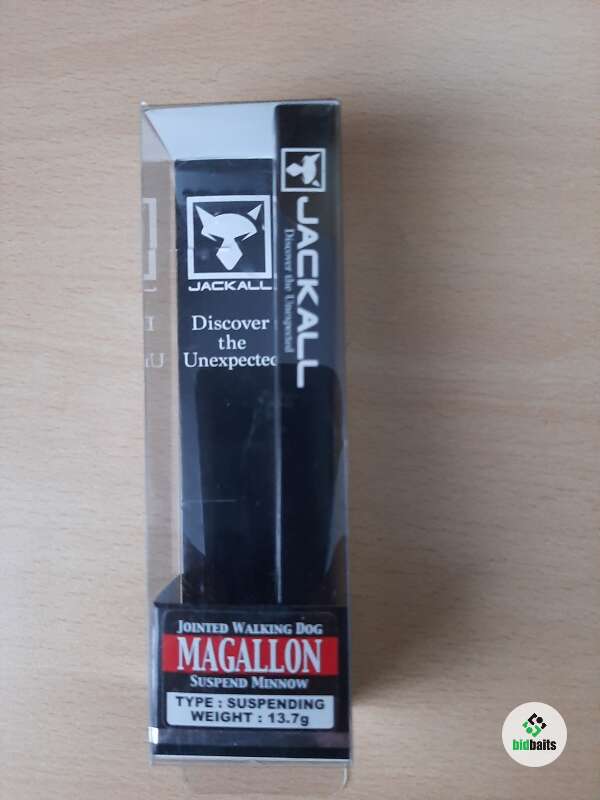 JACKALL
Discover
the
Unexpected
JACKALL
Discover the Unexpected
JOINTED WALKING DOG
MAGALLON
SUSPEND MINNOW
TYPE : SUSPENDING
WEIGHT : 13.7g
bidbaits